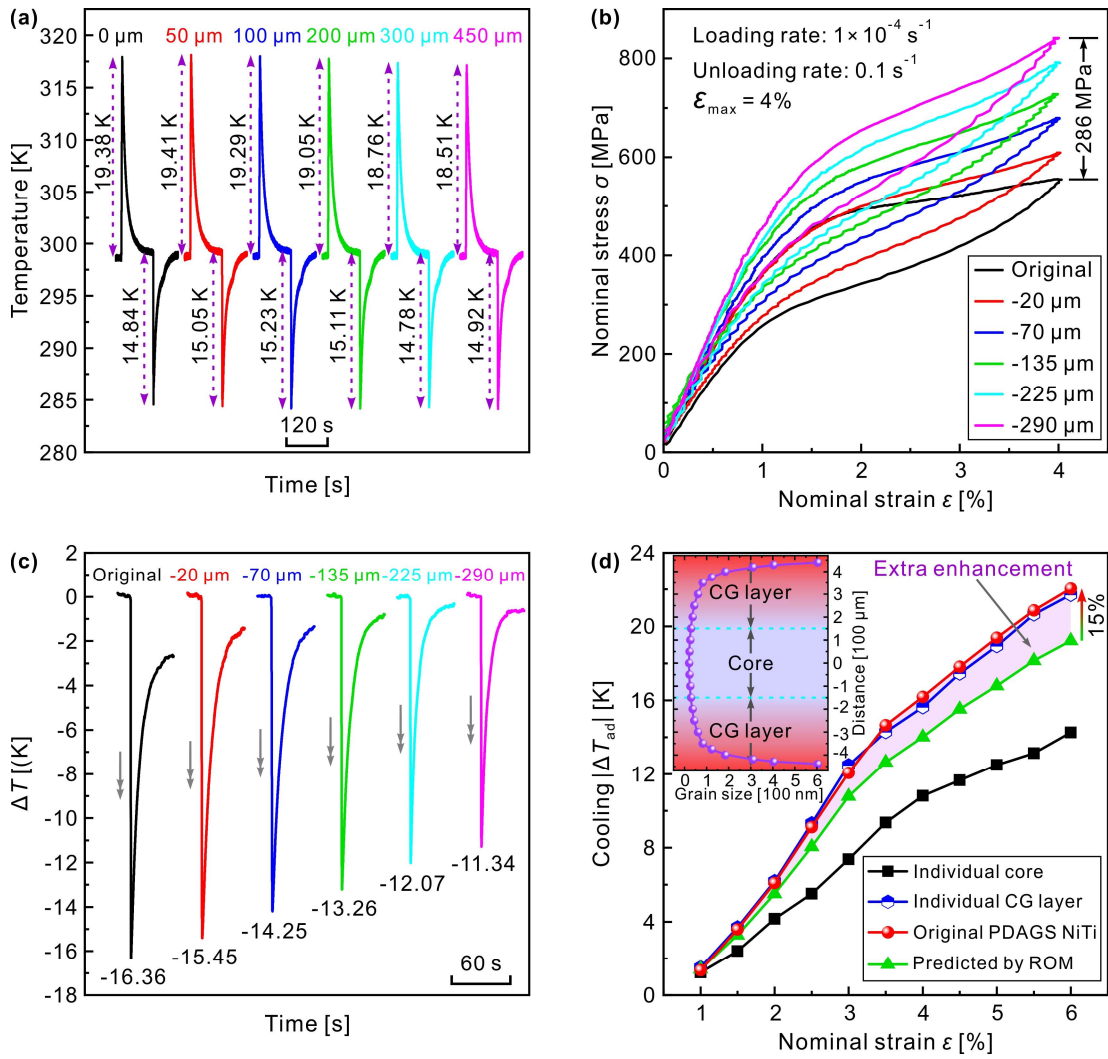 (a)
0 μm 50 μm 100 μm 200 μm 300 μm 450 μm
320
315
310
305
300
295
290
285
280
Temperature [K]
19.38 K 19.41 K 19.29 K 19.05 K 18.76 K 18.51 K
14.84 K 15.05 K 15.23 K 15.11 K 14.78 K 14.92 K
120 s
Time [s]
(b)
Loading rate: 1×10⁻⁴ s⁻¹
Unloading rate: 0.1 s⁻¹
εmax = 4%
286 MPa
800
600
400
200
0
Nominal stress σ [MPa]
Original
-20 μm
-70 μm
-135 μm
-225 μm
-290 μm
0 1 2 3 4
Nominal strain ε [%]
(c)
2
0
-2
-4
-6
-8
-10
-12
-14
-16
-18
ΔT [(K)
Original -20 μm -70 μm -135 μm -225 μm -290 μm
-16.36 -15.45 -14.25 -13.26 -12.07 -11.34
60 s
Time [s]
(d)
24
20
16
12
8
4
0
Cooling |ΔTad| [K]
CG layer
Core
CG layer
4
3
2
1
0
-1
-2
-3
-4
Distance [100 μm]
0 1 2 3 4 5 6
Grain size [100 nm]
Extra enhancement
15%
Individual core
Individual CG layer
Original PDAGS NiTi
Predicted by ROM
1 2 3 4 5 6
Nominal strain ε [%]